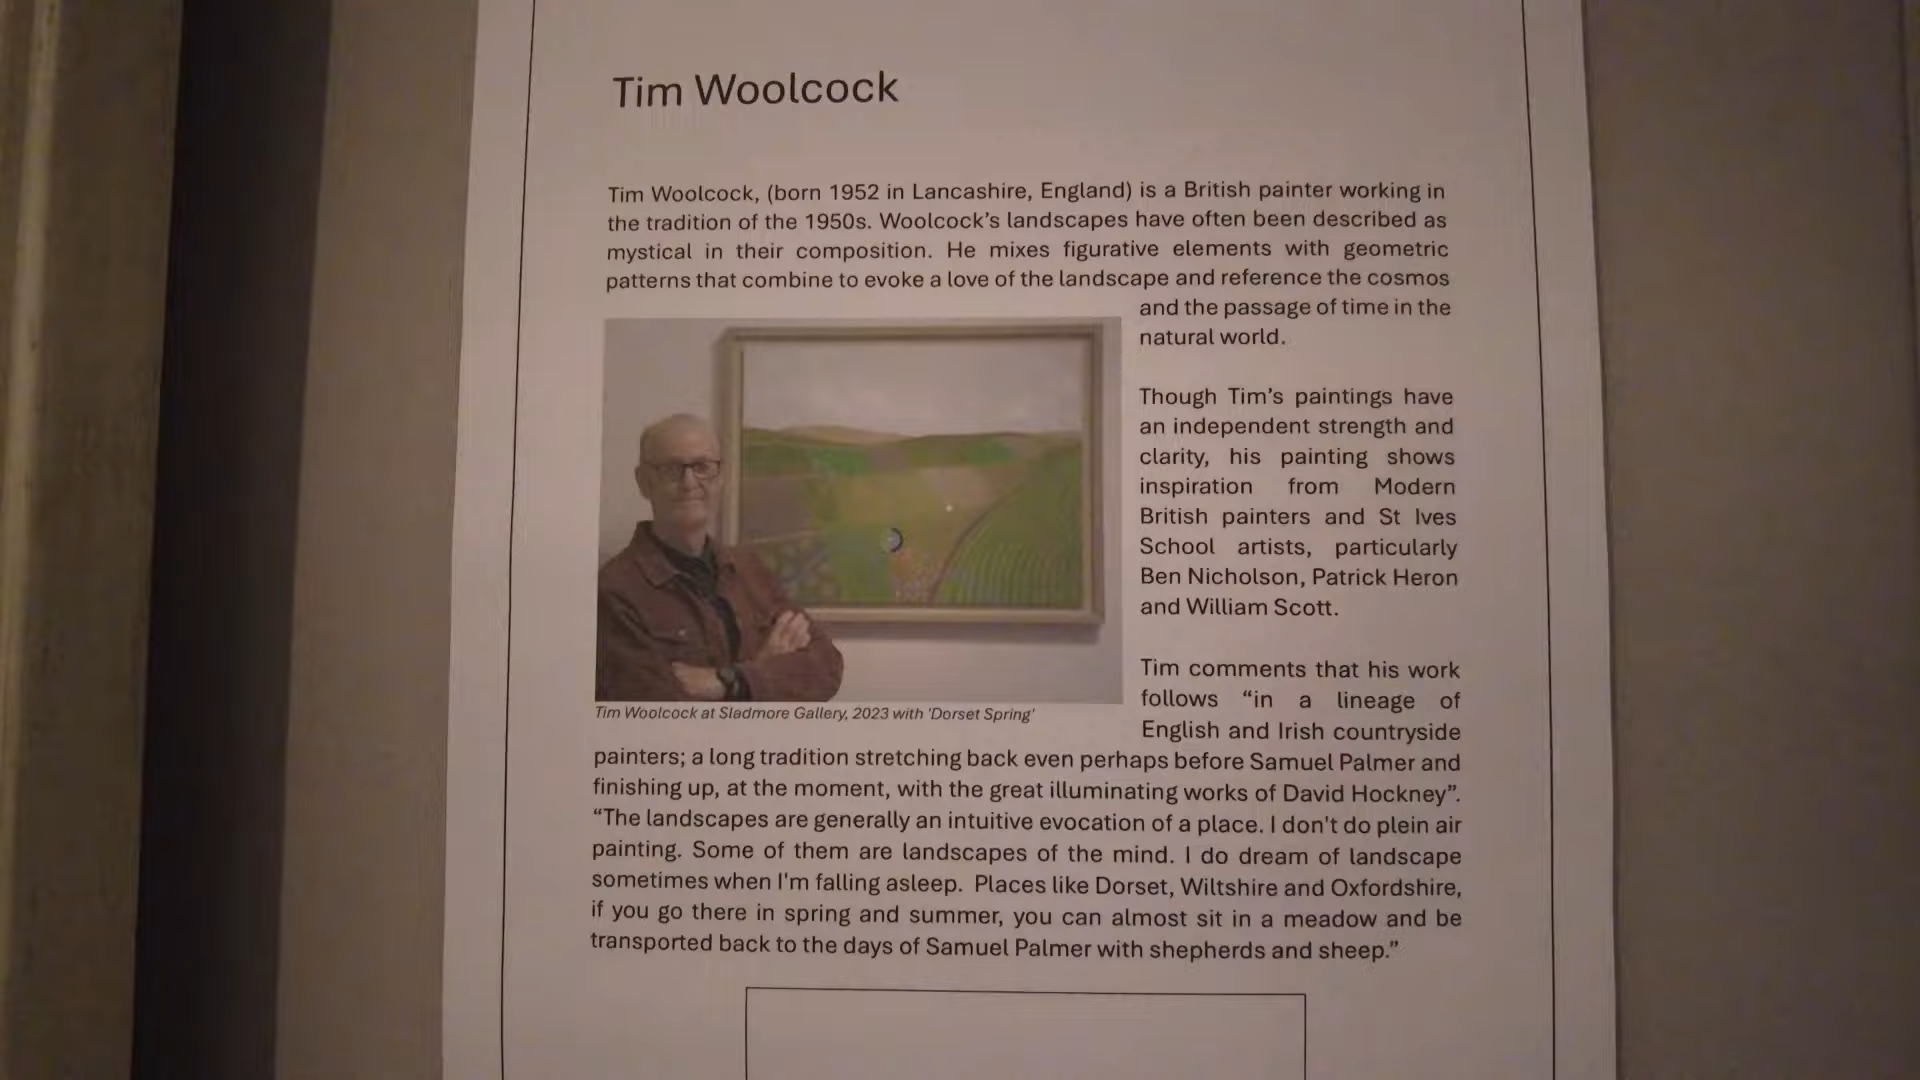 Tim Woolcock
Tim Woolcock, (born 1952 in Lancashire, England) is a British painter working in
the tradition of the 1950s. Woolcock’s landscapes have often been described as
mystical in their composition. He mixes figurative elements with geometric
patterns that combine to evoke a love of the landscape and reference the cosmos
and the passage of time in the
natural world.
Though Tim’s paintings have
an independent strength and
clarity, his painting shows
inspiration from Modern
British painters and St Ives
School artists, particularly
Ben Nicholson, Patrick Heron
and William Scott.
Tim Woolcock at Sladmore Gallery, 2023 with ‘Dorset Spring’
Tim comments that his work
follows “in a lineage of
English and Irish countryside
painters; a long tradition stretching back even perhaps before Samuel Palmer and
finishing up, at the moment, with the great illuminating works of David Hockney”.
“The landscapes are generally an intuitive evocation of a place. I don't do plein air
painting. Some of them are landscapes of the mind. I do dream of landscape
sometimes when I'm falling asleep. Places like Dorset, Wiltshire and Oxfordshire,
if you go there in spring and summer, you can almost sit in a meadow and be
transported back to the days of Samuel Palmer with shepherds and sheep.”